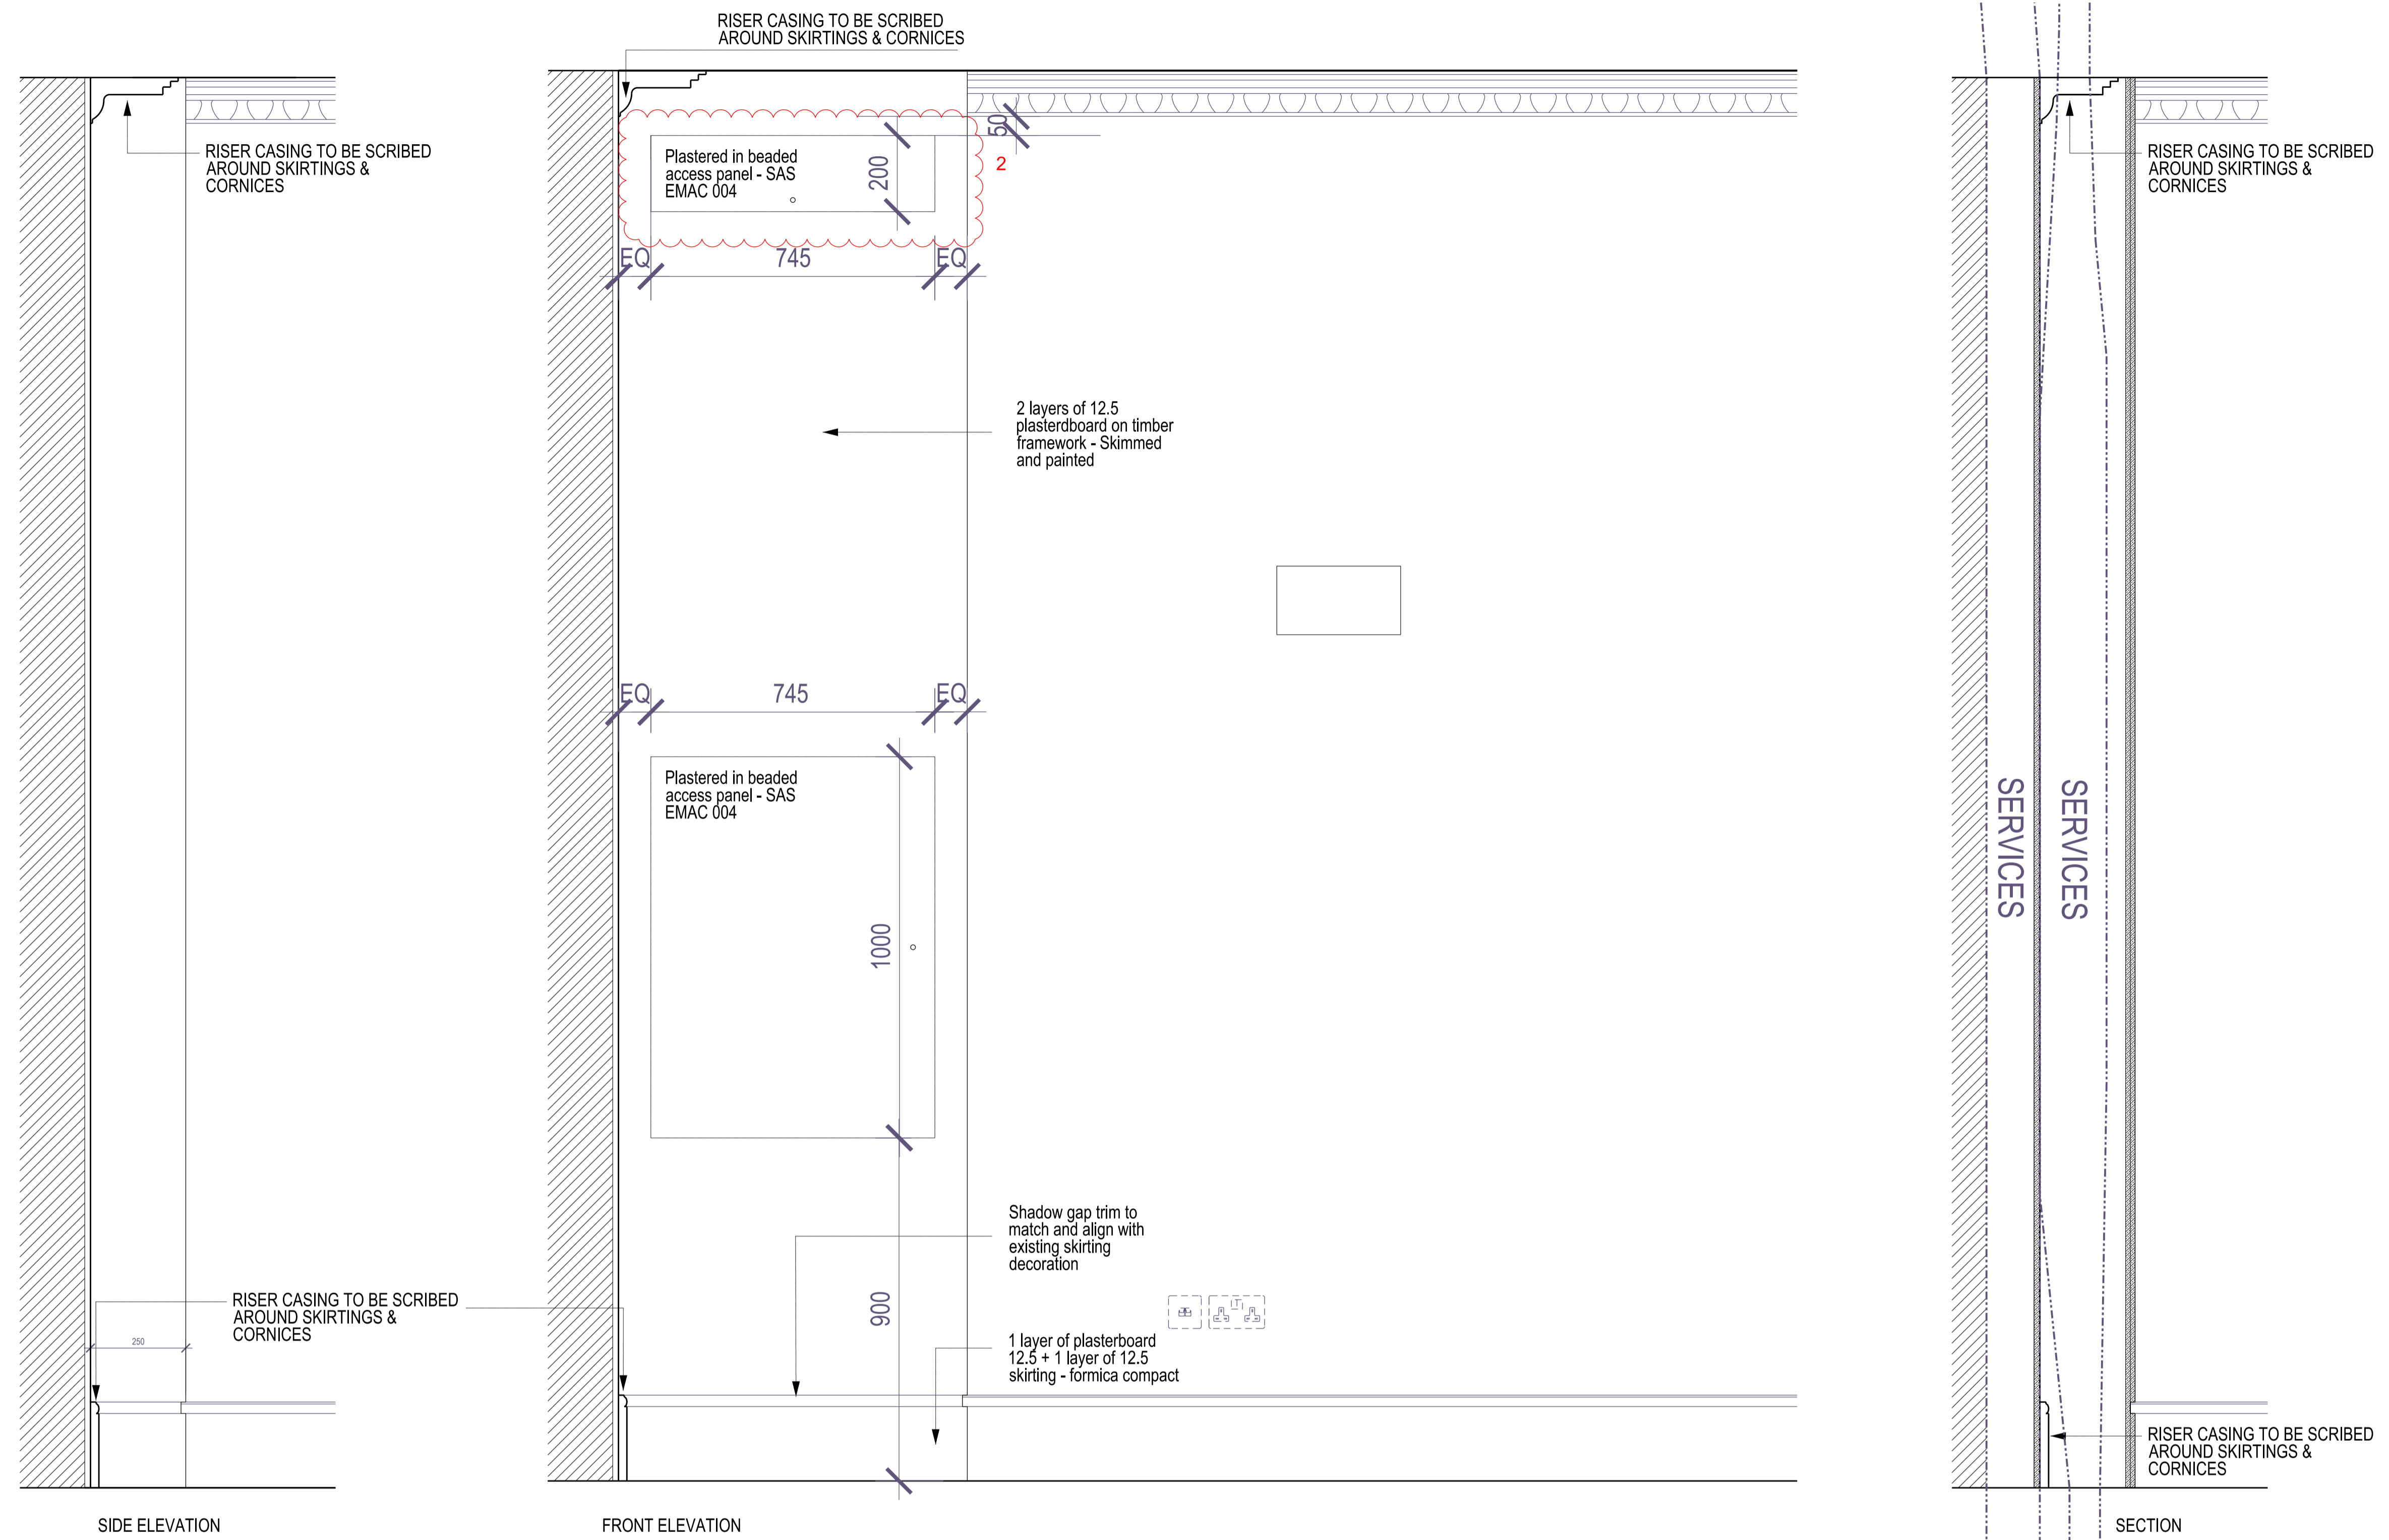 RISER CASING TO BE SCRIBED
AROUND SKIRTINGS &
CORNICES
250
RISER CASING TO BE SCRIBED
AROUND SKIRTINGS &
CORNICES
SIDE ELEVATION
RISER CASING TO BE SCRIBED
AROUND SKIRTINGS & CORNICES
Plastered in beaded
access panel - SAS
EMAC 004
200
50
2
EQ
745
EQ
2 layers of 12.5
plasterdboard on timber
framework - Skimmed
and painted
EQ
745
EQ
Plastered in beaded
access panel - SAS
EMAC 004
1000
Shadow gap trim to
match and align with
existing skirting
decoration
900
1 layer of plasterboard
12.5 + 1 layer of 12.5
skirting - formica compact
IT
FRONT ELEVATION
RISER CASING TO BE SCRIBED
AROUND SKIRTINGS &
CORNICES
SERVICES
SERVICES
RISER CASING TO BE SCRIBED
AROUND SKIRTINGS &
CORNICES
SECTION